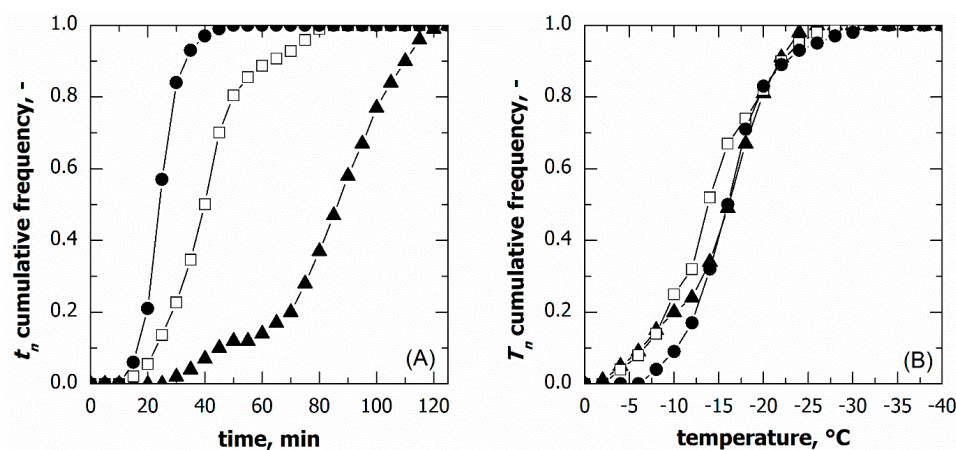 1.0
0.8
0.6
0.4
0.2
0.0
tn cumulative frequency, -
0 20 40 60 80 100 120
time, min
(A)
1.0
0.8
0.6
0.4
0.2
0.0
Tn cumulative frequency, -
0 -5 -10 -15 -20 -25 -30 -35 -40
temperature, °C
(B)